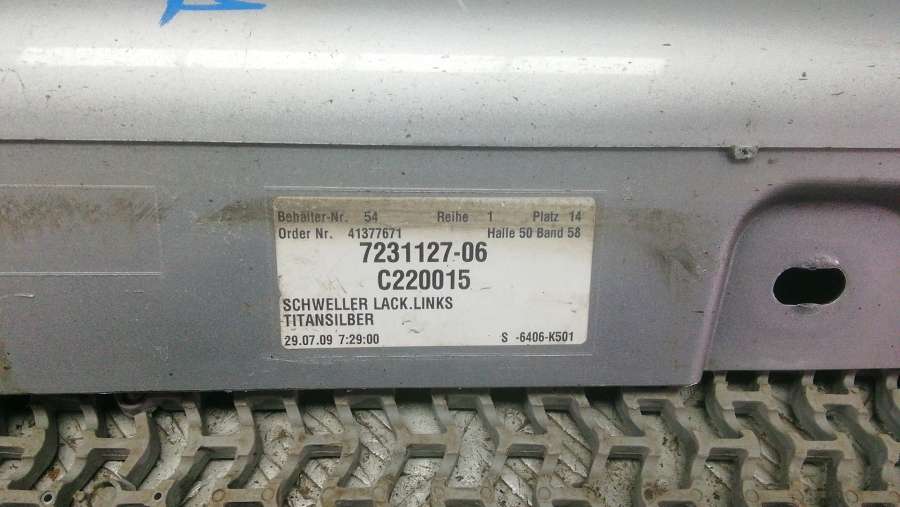 Behälter-Nr. 54 Reihe 1 Platz 14
Order Nr. 41377671 Halle 50 Band 58
7231127-06
C220015
SCHWELLER LACK.LINKS
TITANSILBER
29.07.09 7:29:00 S -6406-K501